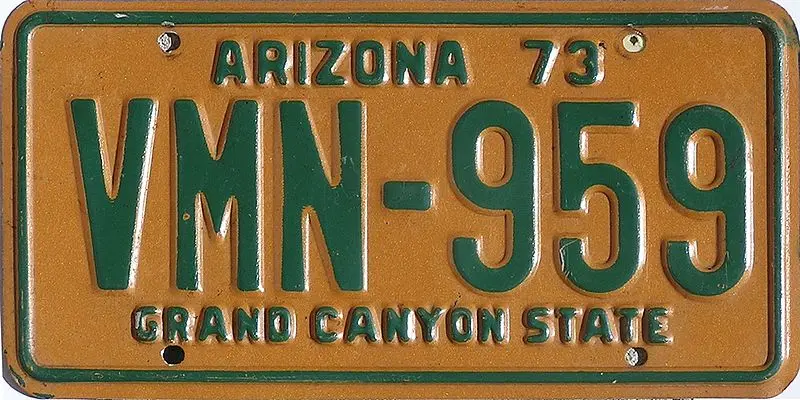 ARIZONA 73
VMN-959
GRAND CANYON STATE